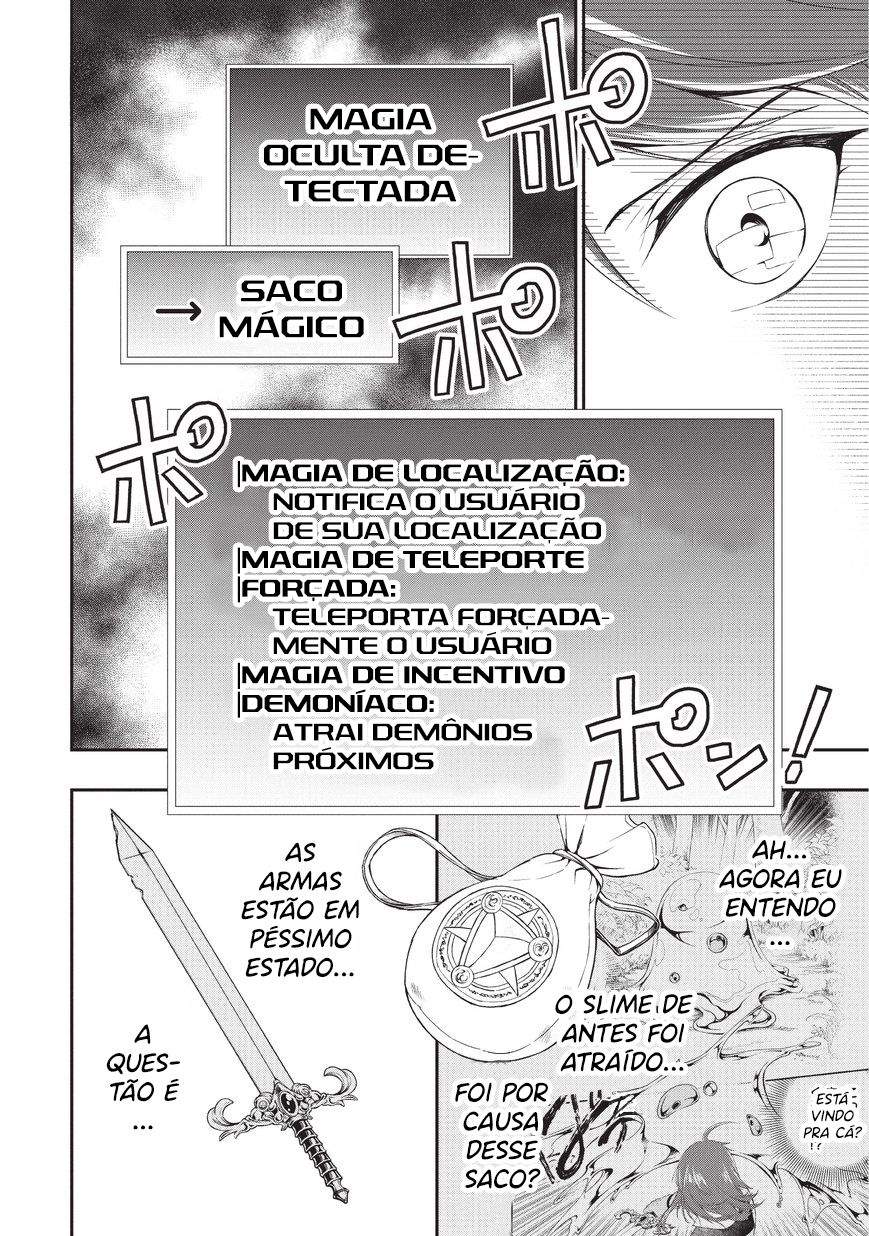 MAGIA
OCULTA DE-
TECTADA
ポ
→ SACO
MÁGICO
ポ
ポ
|MAGIA DE LOCALIZAÇÃO:
NOTIFICA O USUÁRIO
DE SUA LOCALIZAÇÃO
|MAGIA DE TELEPORTE
|FORÇADA:
TELEPORTA FORÇADA-
MENTE O USUÁRIO
|MAGIA DE INCENTIVO
|DEMONÍACO:
ATRAI DEMÔNIOS
PRÓXIMOS
ポン!
AH...
AGORA EU
ENTENDO
...
O SLIME DE
ANTES FOI
ATRAÍDO...
FOI POR
CAUSA
DESSE
SACO?
ESTÁ
VINDO
PRA CÁ?
!?
AS
ARMAS
ESTÃO EM
PÉSSIMO
ESTADO...
A
QUES-
TÃO É
...